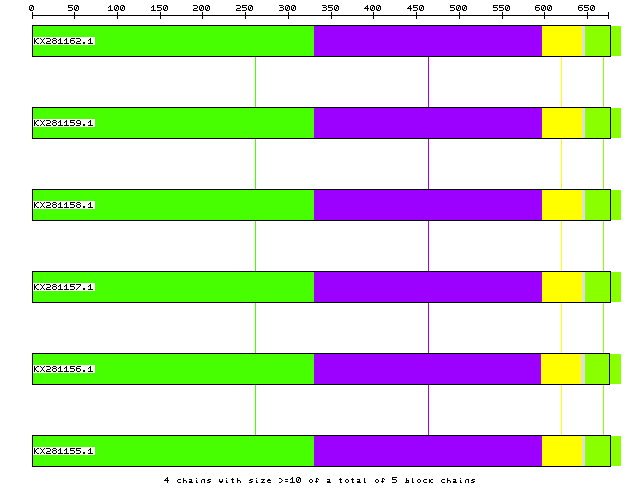 0 50 100 150 200 250 300 350 400 450 500 550 600 650
KX281162.1
KX281159.1
KX281158.1
KX281157.1
KX281156.1
KX281155.1
4 chains with size >=10 of a total of 5 block chains